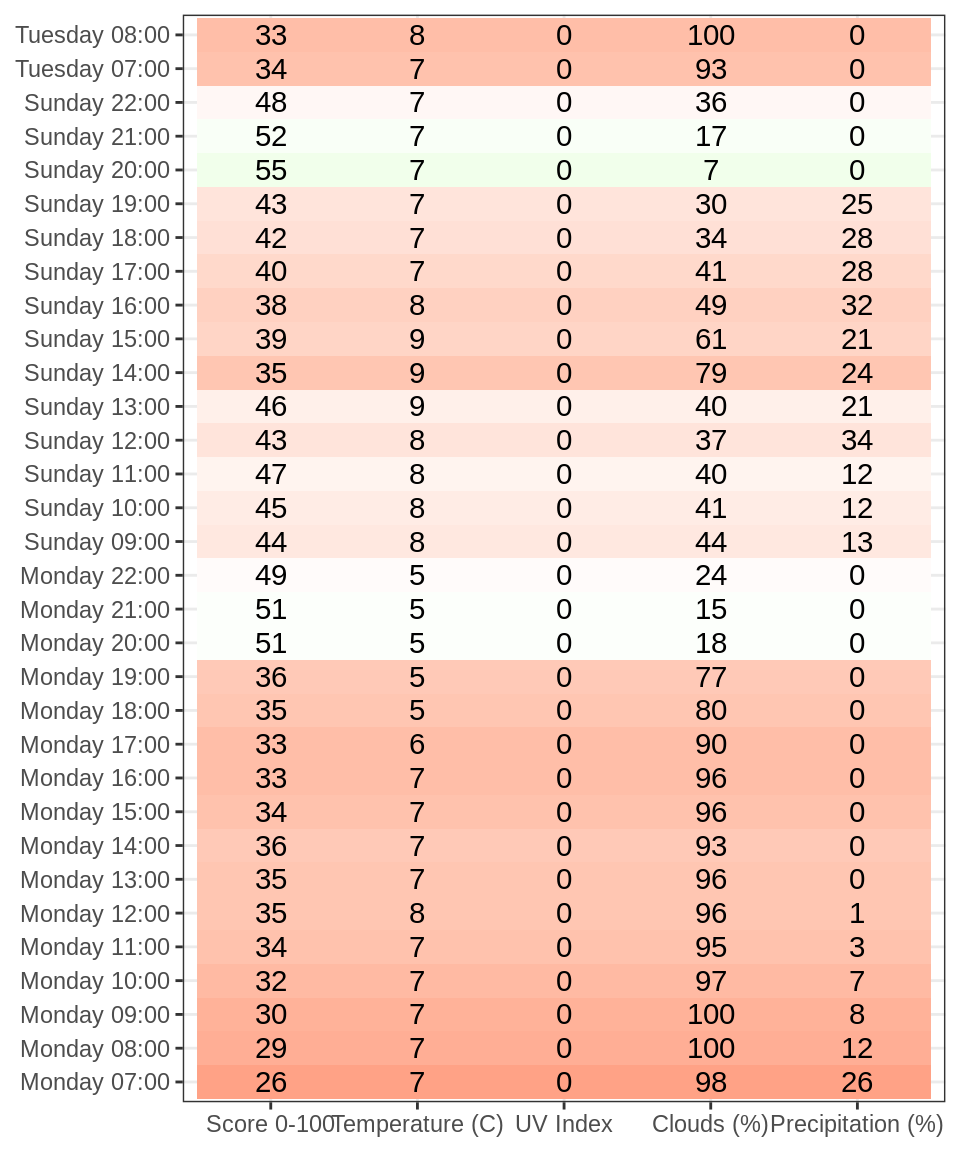 Tuesday 08:00 33 8 0 100 0
Tuesday 07:00 34 7 0 93 0
Sunday 22:00 48 7 0 36 0
Sunday 21:00 52 7 0 17 0
Sunday 20:00 55 7 0 7 0
Sunday 19:00 43 7 0 30 25
Sunday 18:00 42 7 0 34 28
Sunday 17:00 40 7 0 41 28
Sunday 16:00 38 8 0 49 32
Sunday 15:00 39 9 0 61 21
Sunday 14:00 35 9 0 79 24
Sunday 13:00 46 9 0 40 21
Sunday 12:00 43 8 0 37 34
Sunday 11:00 47 8 0 40 12
Sunday 10:00 45 8 0 41 12
Sunday 09:00 44 8 0 44 13
Monday 22:00 49 5 0 24 0
Monday 21:00 51 5 0 15 0
Monday 20:00 51 5 0 18 0
Monday 19:00 36 5 0 77 0
Monday 18:00 35 5 0 80 0
Monday 17:00 33 6 0 90 0
Monday 16:00 33 7 0 96 0
Monday 15:00 34 7 0 96 0
Monday 14:00 36 7 0 93 0
Monday 13:00 35 7 0 96 0
Monday 12:00 35 8 0 96 1
Monday 11:00 34 7 0 95 3
Monday 10:00 32 7 0 97 7
Monday 09:00 30 7 0 100 8
Monday 08:00 29 7 0 100 12
Monday 07:00 26 7 0 98 26
Score 0-100 Temperature (C) UV Index Clouds (%) Precipitation (%)